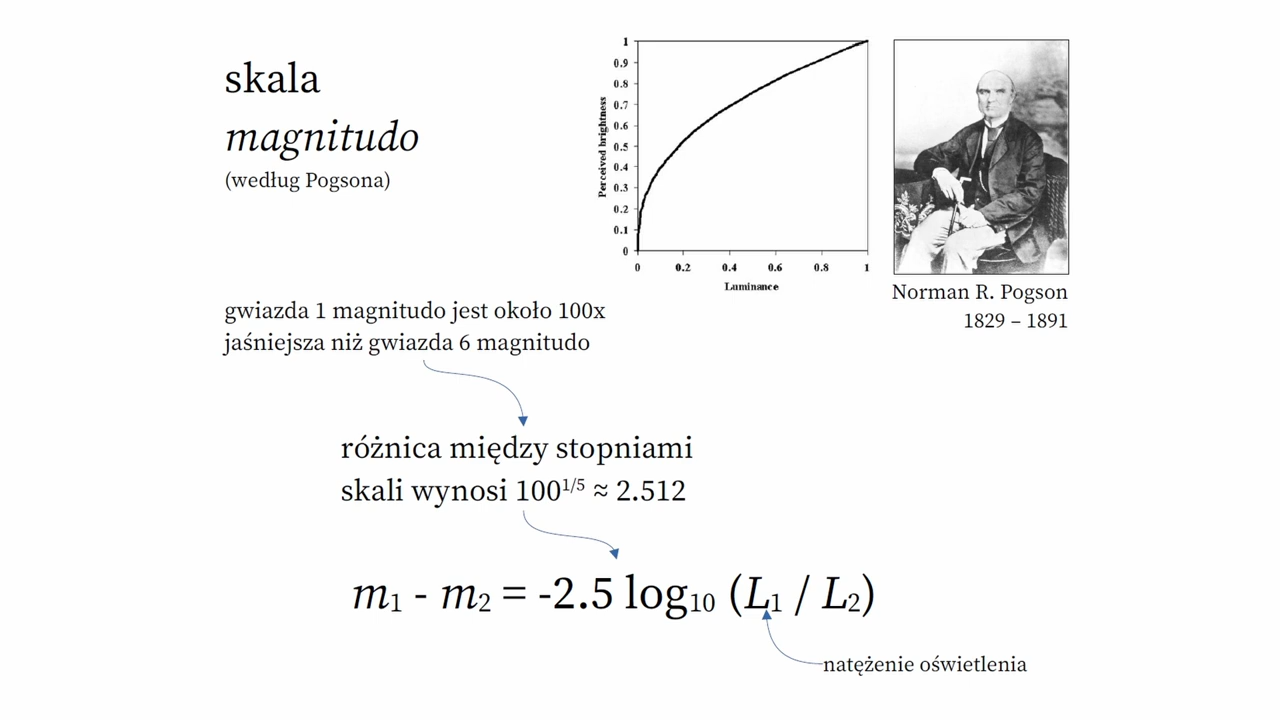 skala
magnitudo
(według Pogsona)
1
0.9
0.8
0.7
0.6
0.5
0.4
0.3
0.2
0.1
0
Perceived brightness
0 0.2 0.4 0.6 0.8 1
Luminance
Norman R. Pogson
1829 – 1891
gwiazda 1 magnitudo jest około 100x
jaśniejsza niż gwiazda 6 magnitudo
różnica między stopniami
skali wynosi 100^1/5 ≈ 2.512
m₁ - m₂ = -2.5 log₁₀ (L₁ / L₂)
natężenie oświetlenia